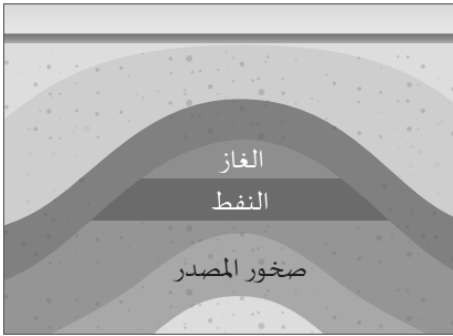 الغاز
النفط
صخور المصدر